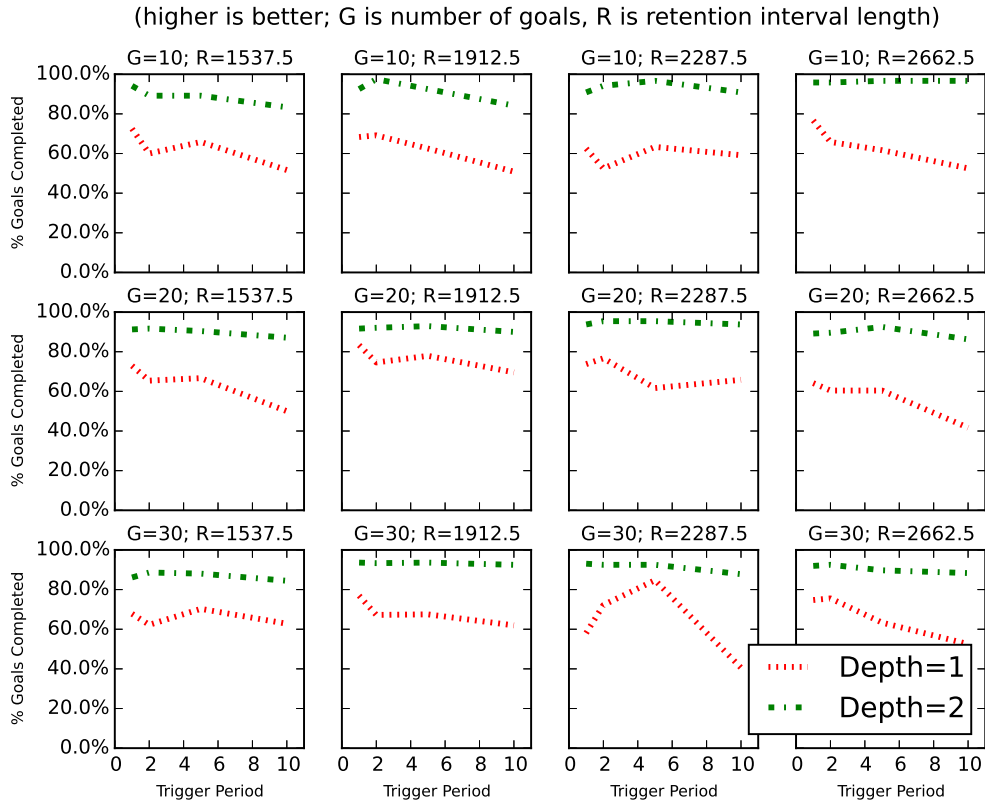 (higher is better; G is number of goals, R is retention interval length)
G=10; R=1537.5 G=10; R=1912.5 G=10; R=2287.5 G=10; R=2662.5
100.0%
80.0%
60.0%
40.0%
20.0%
0.0%
% Goals Completed
G=20; R=1537.5 G=20; R=1912.5 G=20; R=2287.5 G=20; R=2662.5
100.0%
80.0%
60.0%
40.0%
20.0%
0.0%
% Goals Completed
G=30; R=1537.5 G=30; R=1912.5 G=30; R=2287.5 G=30; R=2662.5
100.0%
80.0%
60.0%
40.0%
20.0%
0.0%
% Goals Completed
Depth=1
Depth=2
0 2 4 6 8 10 0 2 4 6 8 10 0 2 4 6 8 10 0 2 4 6 8 10
Trigger Period Trigger Period Trigger Period Trigger Period